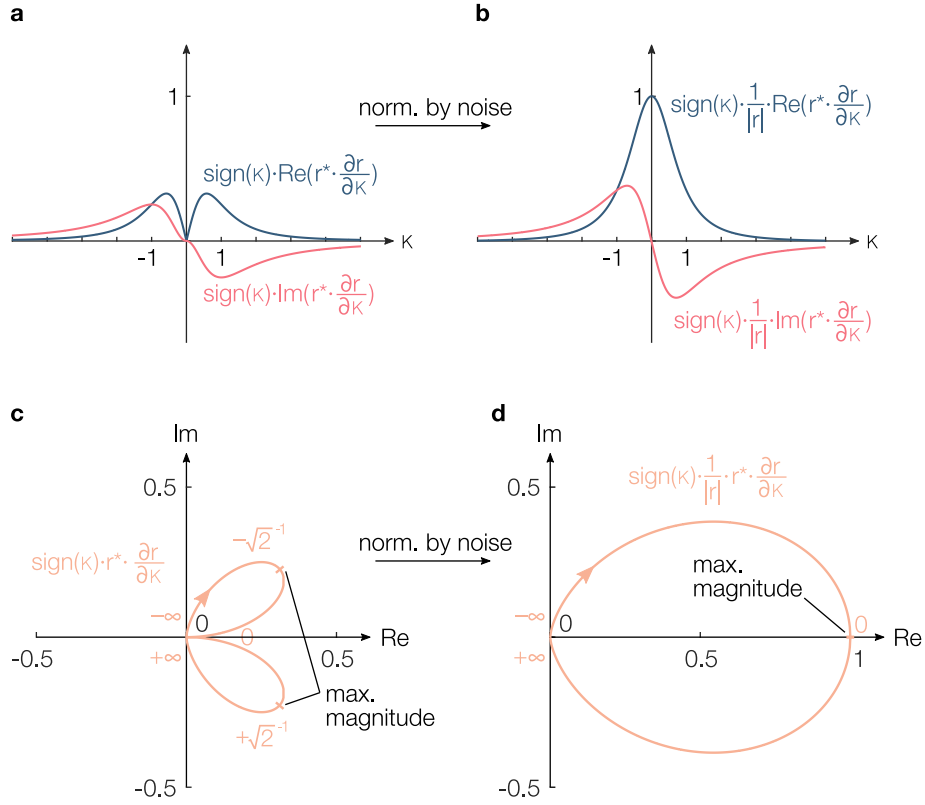 a
b
1
norm. by noise
1
sign(κ)·1/|r|·Re(r*·∂r/∂κ)
sign(κ)·Re(r*·∂r/∂κ)
-1
1
κ
-1
1
κ
sign(κ)·Im(r*·∂r/∂κ)
sign(κ)·1/|r|·Im(r*·∂r/∂κ)
c
d
Im
Im
0.5
0.5
sign(κ)·1/|r|·r*·∂r/∂κ
−√2⁻¹
norm. by noise
sign(κ)·r*·∂r/∂κ
max.
magnitude
−∞
0
0
−∞
0
0
Re
Re
-0.5
+∞
0.5
+∞
0.5
1
max.
magnitude
+√2⁻¹
-0.5
-0.5